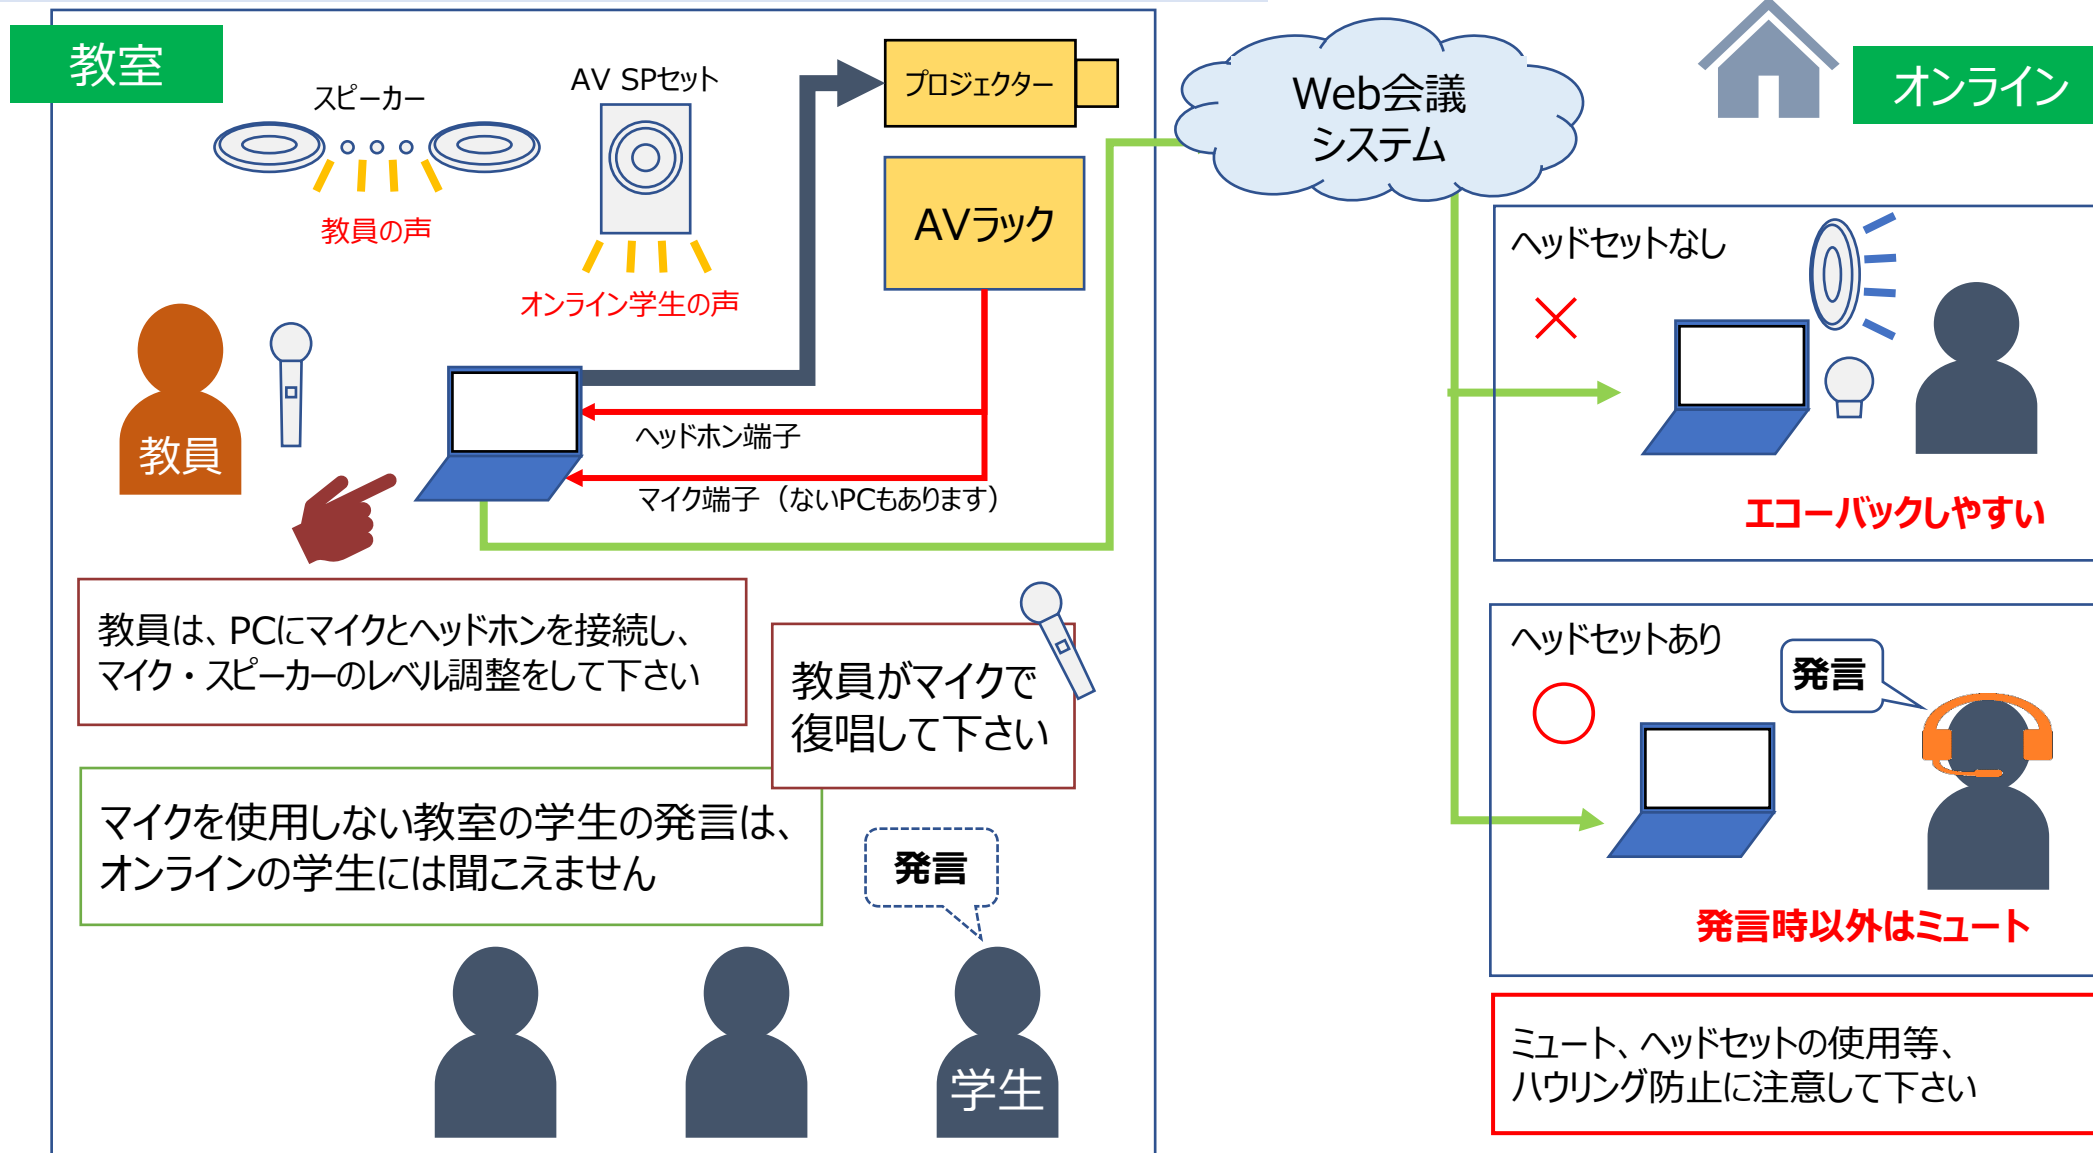 教室
スピーカー
教員の声
AV SPセット
オンライン学生の声
プロジェクター
AVラック
教員
ヘッドホン端子
マイク端子（ないPCもあります）
教員は、PCにマイクとヘッドホンを接続し、
マイク・スピーカーのレベル調整をして下さい
教員がマイクで
復唱して下さい
マイクを使用しない教室の学生の発言は、
オンラインの学生には聞こえません
発言
学生
Web会議
システム
オンライン
ヘッドセットなし
エコーバックしやすい
ヘッドセットあり
発言
発言時以外はミュート
ミュート、ヘッドセットの使用等、
ハウリング防止に注意して下さい